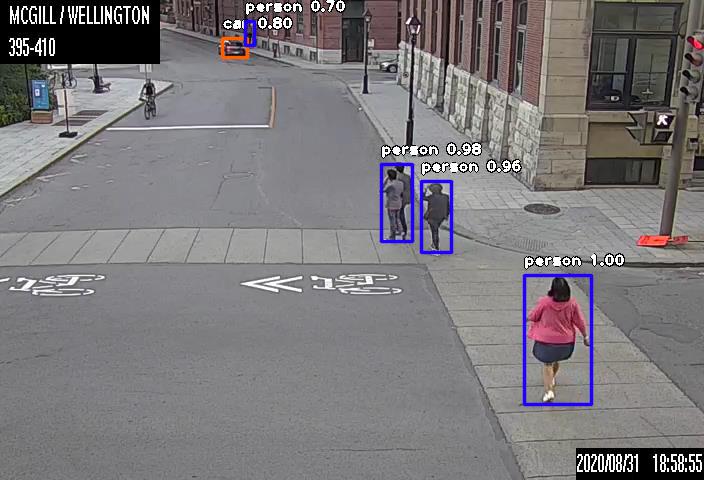 MCGILL / WELLINGTON
395-410
person 0.70
car 0.80
person 0.98
person 0.96
person 1.00
2020/08/31 18:58:55